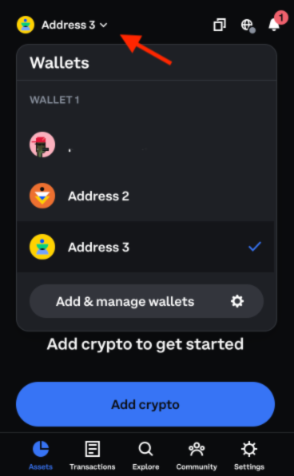 Address 3
1
Wallets
WALLET 1
.
Address 2
Address 3
Add & manage wallets
Add crypto to get started
Add crypto
Assets Transactions Explore Community Settings